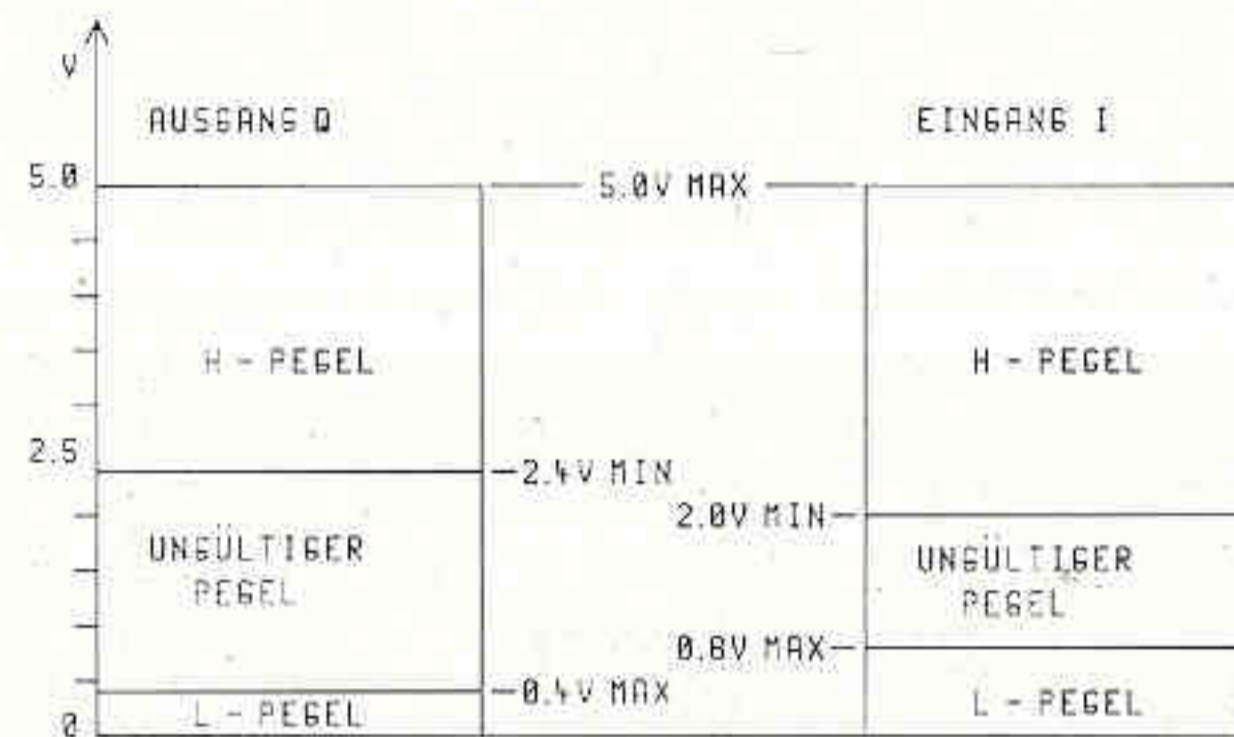 V
AUSGANG Q
EINGANG I
5.0
5.0V MAX
H - PEGEL
H - PEGEL
2.5
2.4V MIN
2.0V MIN
UNGÜLTIGER
PEGEL
UNGÜLTIGER
PEGEL
0.8V MAX
0.4V MAX
L - PEGEL
L - PEGEL
0